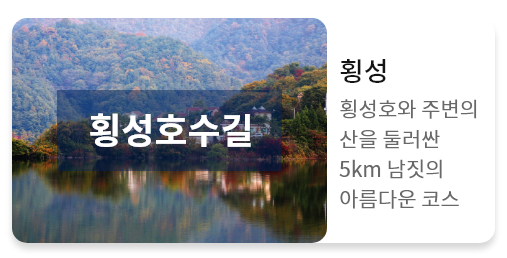 횡성호수길
횡성
횡성호와 주변의
산을 둘러싼
5km 남짓의
아름다운 코스